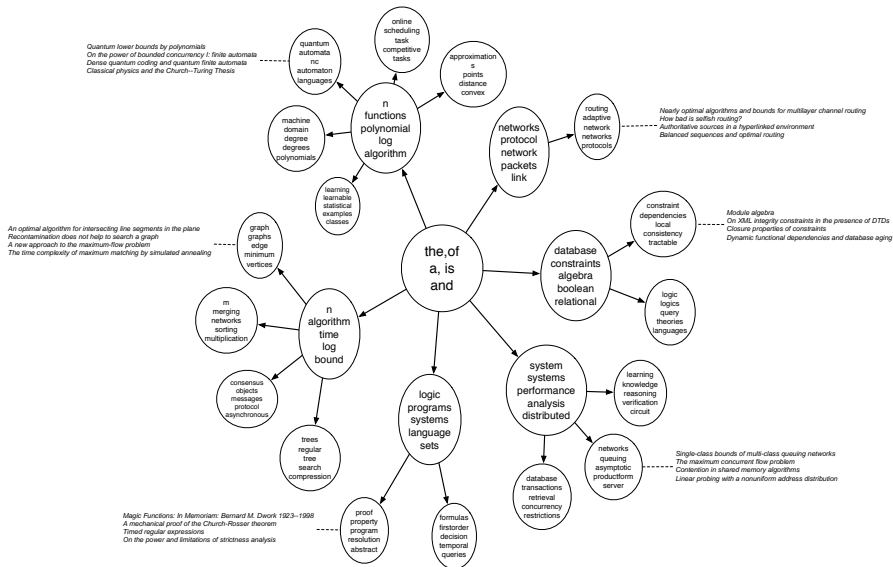 online
scheduling
task
competitive
tasks
quantum
automata
nc
automaton
languages
Quantum lower bounds by polynomials
On the power of bounded concurrency I: finite automata
Dense quantum coding and quantum finite automata
Classical physics and the Church--Turing Thesis
approximation
s
points
distance
convex
n
functions
polynomial
log
algorithm
machine
domain
degree
degrees
polynomials
learning
learnable
statistical
examples
classes
networks
protocol
network
packets
link
routing
adaptive
network
networks
protocols
Nearly optimal algorithms and bounds for multilayer channel routing
How bad is selfish routing?
Authoritative sources in a hyperlinked environment
Balanced sequences and optimal routing
An optimal algorithm for intersecting line segments in the plane
Recontamination does not help to search a graph
A new approach to the maximum-flow problem
The time complexity of maximum matching by simulated annealing
graph
graphs
edge
minimum
vertices
the,of
a, is
and
database
constraints
algebra
boolean
relational
constraint
dependencies
local
consistency
tractable
Module algebra
On XML integrity constraints in the presence of DTDs
Closure properties of constraints
Dynamic functional dependencies and database aging
logic
logics
query
theories
languages
m
merging
networks
sorting
multiplication
n
algorithm
time
log
bound
consensus
objects
messages
protocol
asynchronous
trees
regular
tree
search
compression
logic
programs
systems
language
sets
system
systems
performance
analysis
distributed
learning
knowledge
reasoning
verification
circuit
networks
queuing
asymptotic
productform
server
Single-class bounds of multi-class queuing networks
The maximum concurrent flow problem
Contention in shared memory algorithms
Linear probing with a nonuniform address distribution
database
transactions
retrieval
concurrency
restrictions
Magic Functions: In Memoriam: Bernard M. Dwork 1923--1998
A mechanical proof of the Church-Rosser theorem
Timed regular expressions
On the power and limitations of strictness analysis
proof
property
program
resolution
abstract
formulas
firstorder
decision
temporal
queries